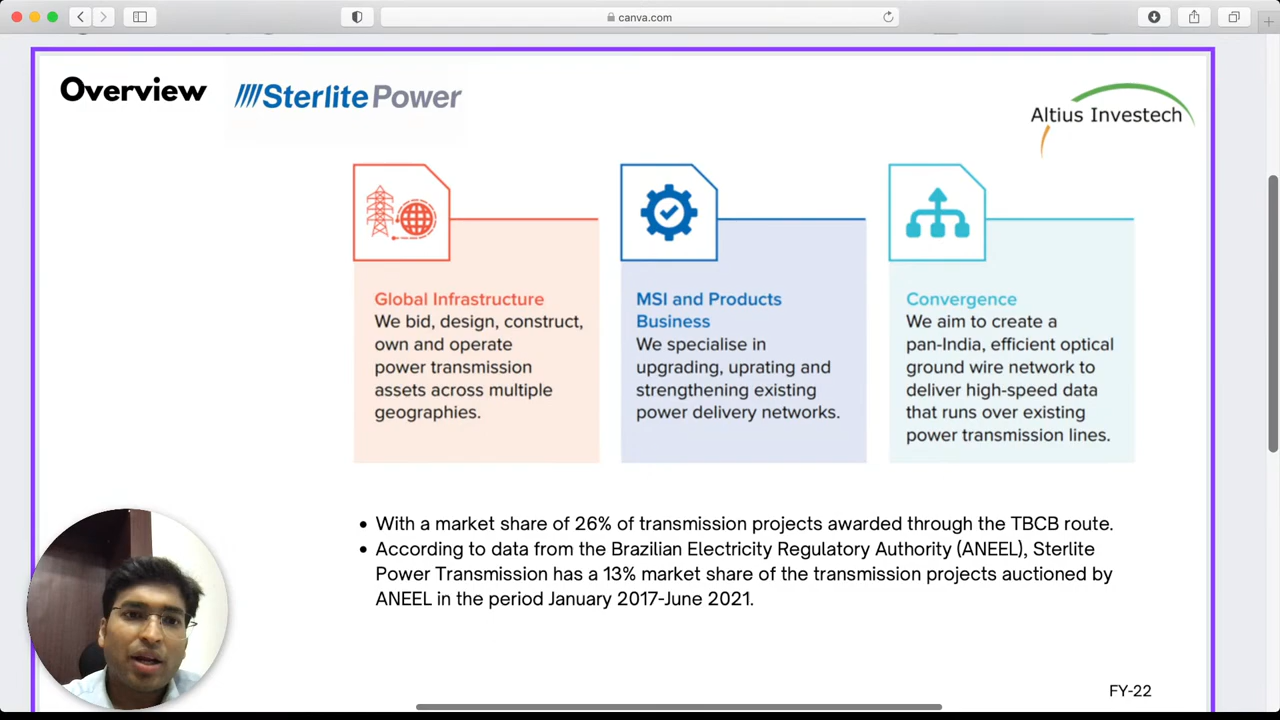 canva.com
Overview
Sterlite Power
Altius Investech
Global Infrastructure
We bid, design, construct,
own and operate
power transmission
assets across multiple
geographies.
MSI and Products
Business
We specialise in
upgrading, uprating and
strengthening existing
power delivery networks.
Convergence
We aim to create a
pan-India, efficient optical
ground wire network to
deliver high-speed data
that runs over existing
power transmission lines.
• With a market share of 26% of transmission projects awarded through the TBCB route.
• According to data from the Brazilian Electricity Regulatory Authority (ANEEL), Sterlite
Power Transmission has a 13% market share of the transmission projects auctioned by
ANEEL in the period January 2017-June 2021.
FY-22